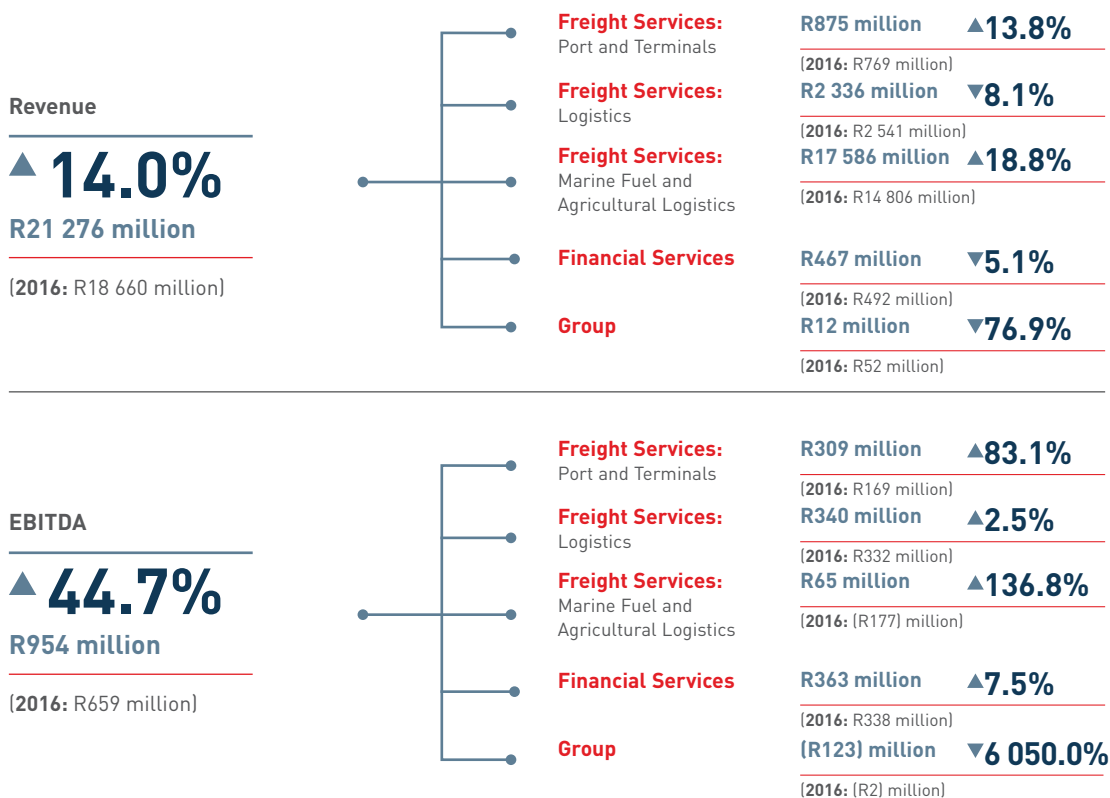 Revenue
▲ 14.0%
R21 276 million
(2016: R18 660 million)
Freight Services:
Port and Terminals
R875 million ▲13.8%
(2016: R769 million)
Freight Services:
Logistics
R2 336 million ▼8.1%
(2016: R2 541 million)
Freight Services:
Marine Fuel and
Agricultural Logistics
R17 586 million ▲18.8%
(2016: R14 806 million)
Financial Services
R467 million ▼5.1%
(2016: R492 million)
Group
R12 million ▼76.9%
(2016: R52 million)
EBITDA
▲ 44.7%
R954 million
(2016: R659 million)
Freight Services:
Port and Terminals
R309 million ▲83.1%
(2016: R169 million)
Freight Services:
Logistics
R340 million ▲2.5%
(2016: R332 million)
Freight Services:
Marine Fuel and
Agricultural Logistics
R65 million ▲136.8%
(2016: (R177) million)
Financial Services
R363 million ▲7.5%
(2016: R338 million)
Group
(R123) million ▼6 050.0%
(2016: (R2) million)